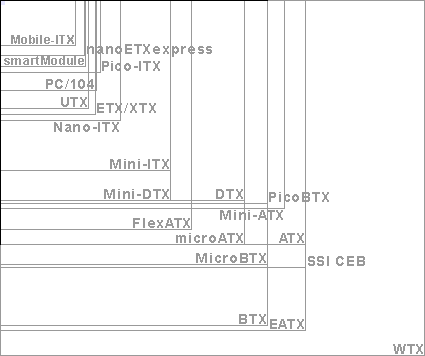 Mobile-ITX
nanoETXexpress
smartModule
Pico-ITX
PC/104
UTX
ETX/XTX
Nano-ITX
Mini-ITX
Mini-DTX
DTX
PicoBTX
Mini-ATX
FlexATX
microATX
ATX
MicroBTX
SSI CEB
BTX
EATX
WTX